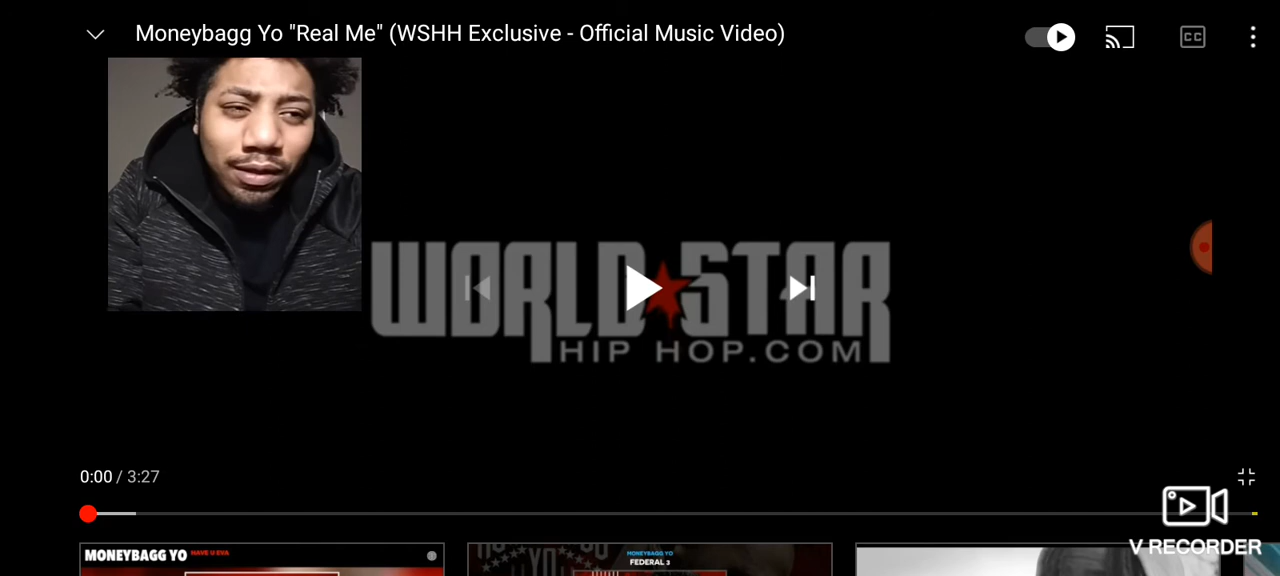 Moneybagg Yo "Real Me" (WSHH Exclusive - Official Music Video)
CC
WORLD STAR
HIP HOP.COM
0:00 / 3:27
V RECORDER
MONEYBAGG YO HAVE U EVA
MONEYBAGG YO
FEDERAL 3